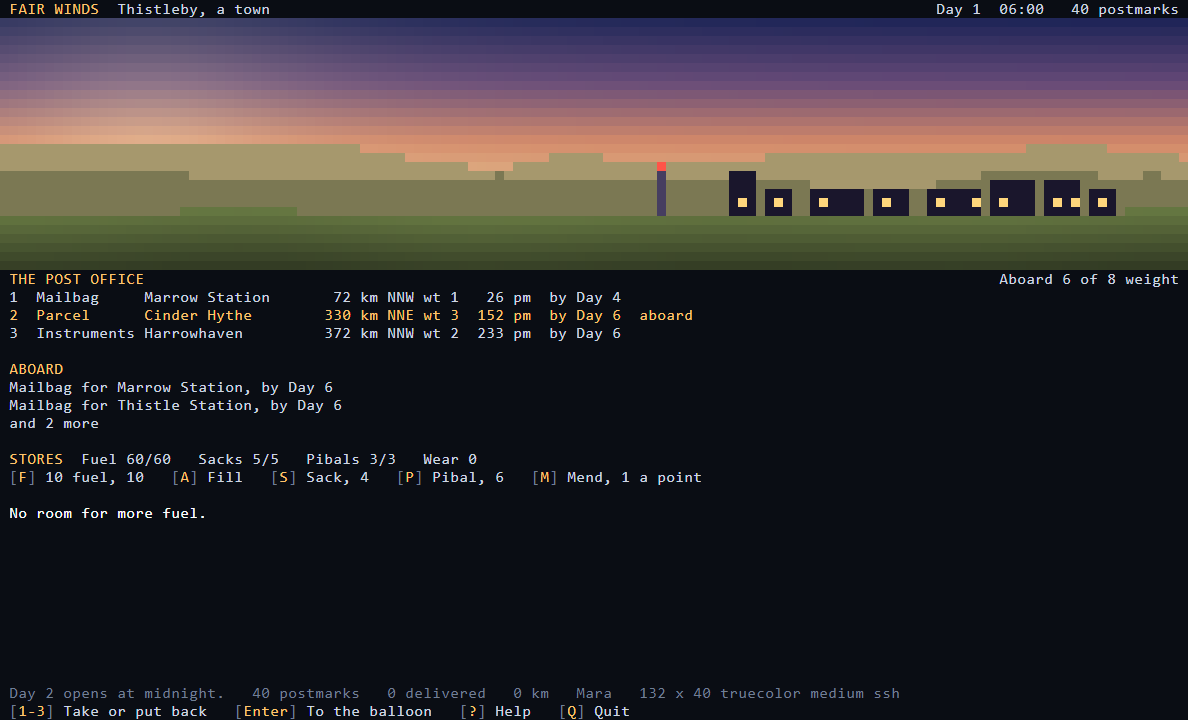 FAIR WINDS  Thistleby, a town  Day 1  06:00  40 postmarks
THE POST OFFICE  Aboard 6 of 8 weight
1  Mailbag  Marrow Station  72 km NNW wt 1  26 pm  by Day 4
2  Parcel  Cinder Hythe  330 km NNE wt 3  152 pm  by Day 6  aboard
3  Instruments Harrowhaven  372 km NNW wt 2  233 pm  by Day 6
ABOARD
Mailbag for Marrow Station, by Day 6
Mailbag for Thistle Station, by Day 6
and 2 more
STORES  Fuel 60/60  Sacks 5/5  Pibals 3/3  Wear 0
[F] 10 fuel, 10  [A] Fill  [S] Sack, 4  [P] Pibal, 6  [M] Mend, 1 a point
No room for more fuel.
Day 2 opens at midnight.  40 postmarks  0 delivered  0 km  Mara  132 x 40 truecolor medium ssh
[1-3] Take or put back  [Enter] To the balloon  [?] Help  [Q] Quit